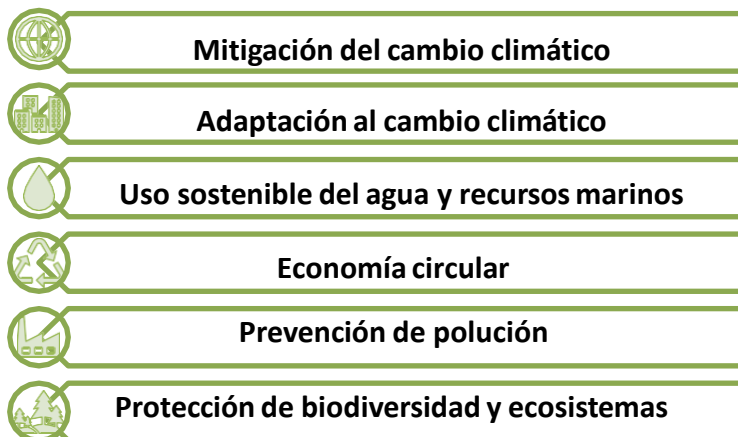 Mitigación del cambio climático
Adaptación al cambio climático
Uso sostenible del agua y recursos marinos
Economía circular
Prevención de polución
Protección de biodiversidad y ecosistemas